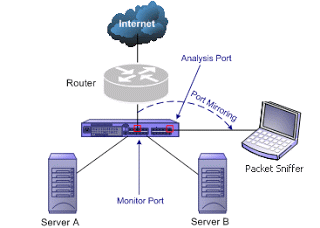 Internet
Analysis Port
Router
Port Mirroring
Packet Sniffer
Monitor Port
Server A
Server B